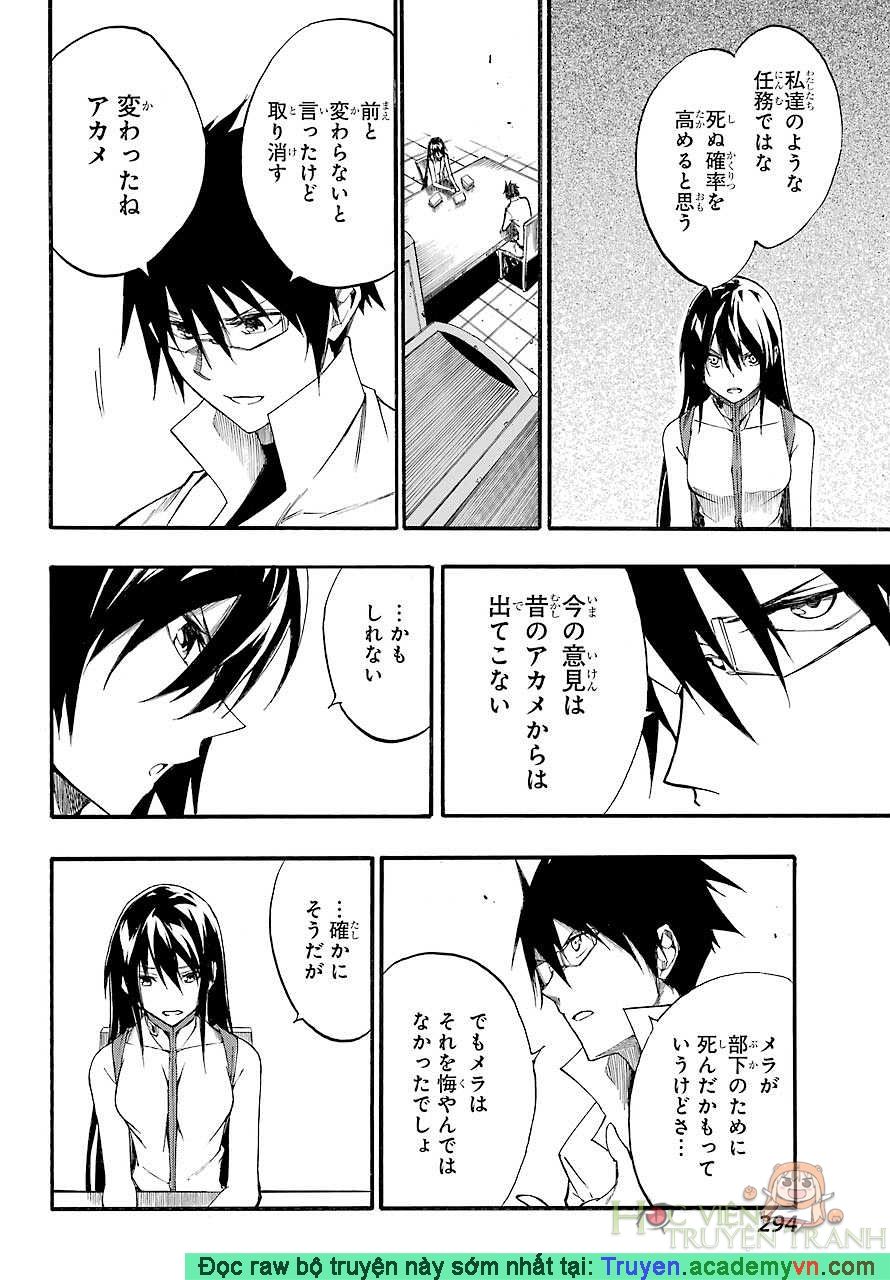 私達のような
任務ではな
死ぬ確率を
高めると思う
前と
変わらないと
言ったけど
取り消す
変わったね
アカメ
今の意見は
昔のアカメからは
出てこない
…かも
しれない
メラが
部下のために
死んだかもって
いうけどさ…
でもメラは
それを悔やんでは
なかったでしょ
…確かに
そうだが
294
HỌC VIỆN
TRUYỆN TRANH
Đọc raw bộ truyện này sớm nhất tại: Truyen.academyvn.com